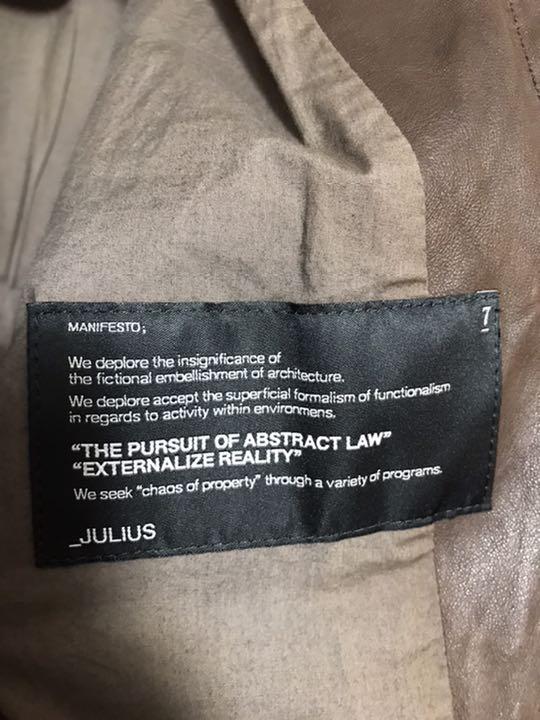 MANIFESTO;
7
We deplore the insignificance of
the fictional embellishment of architecture.
We deplore accept the superficial formalism of functionalism
in regards to activity within environmens.
“THE PURSUIT OF ABSTRACT LAW”
“EXTERNALIZE REALITY”
We seek “chaos of property” through a variety of programs.
_JULIUS